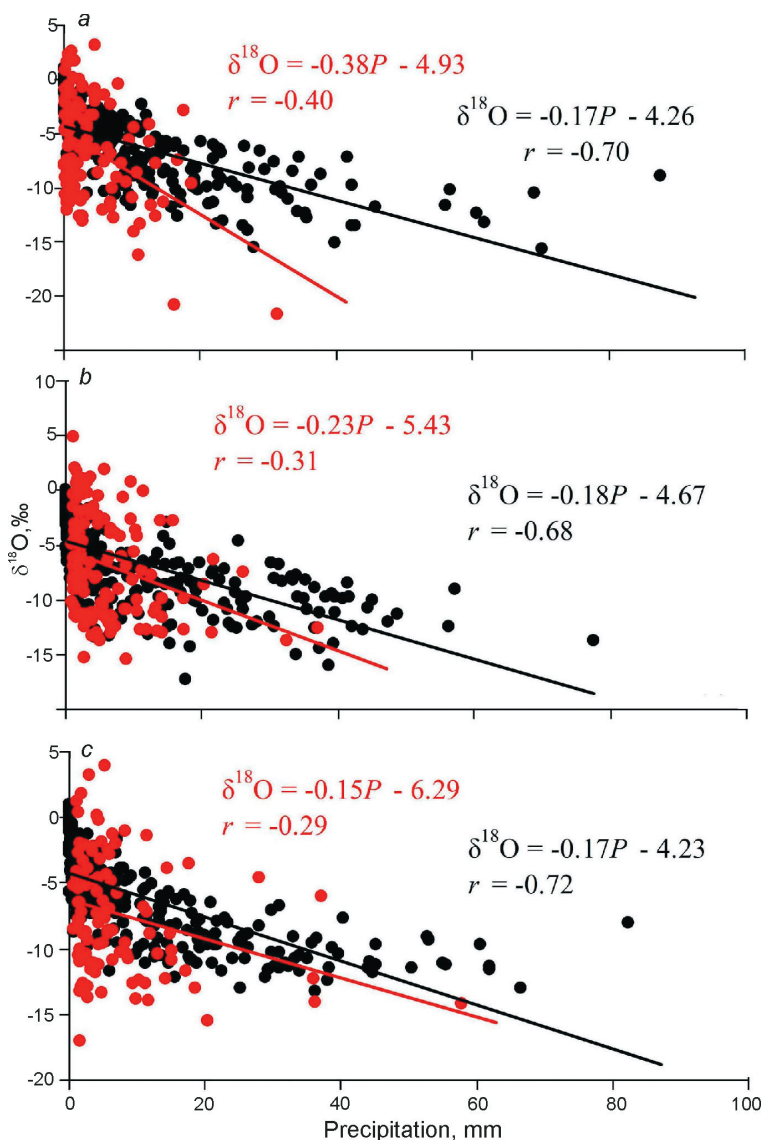 a
5
0
-5
-10
-15
-20
δ¹⁸O = -0.38P - 4.93
r = -0.40
δ¹⁸O = -0.17P - 4.26
r = -0.70
b
10
5
0
-5
-10
-15
δ¹⁸O = -0.23P - 5.43
r = -0.31
δ¹⁸O = -0.18P - 4.67
r = -0.68
δ¹⁸O,‰
c
5
0
-5
-10
-15
-20
δ¹⁸O = -0.15P - 6.29
r = -0.29
δ¹⁸O = -0.17P - 4.23
r = -0.72
0 20 40 60 80 100
Precipitation, mm